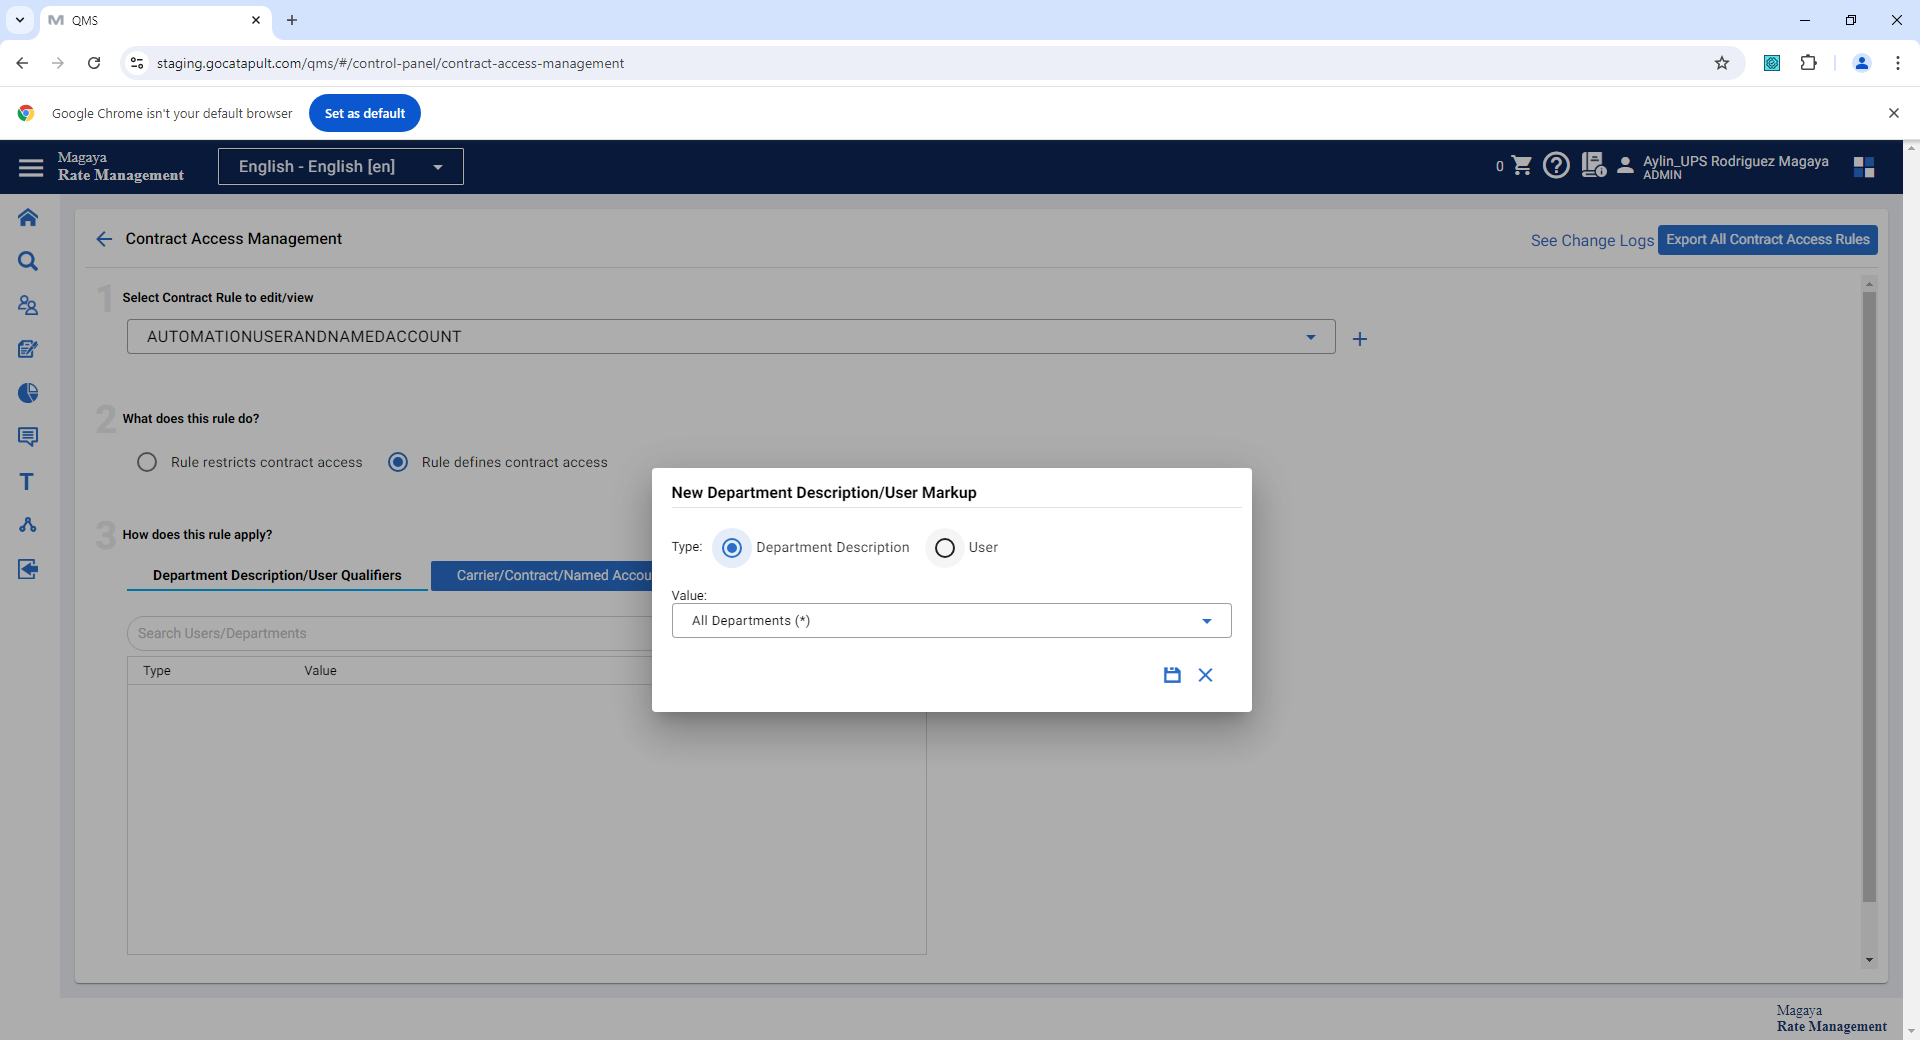 QMS
staging.gocatapult.com/qms/#/control-panel/contract-access-management
Google Chrome isn't your default browser
Set as default
Magaya
Rate Management
English - English [en]
0
Aylin_UPS Rodriguez Magaya
ADMIN
Contract Access Management
See Change Logs
Export All Contract Access Rules
1 Select Contract Rule to edit/view
AUTOMATIONUSERANDNAMEDACCOUNT
2 What does this rule do?
Rule restricts contract access
Rule defines contract access
3 How does this rule apply?
Department Description/User Qualifiers
Carrier/Contract/Named Accou
Search Users/Departments
Type Value
New Department Description/User Markup
Type: Department Description User
Value:
All Departments (*)
Magaya
Rate Management